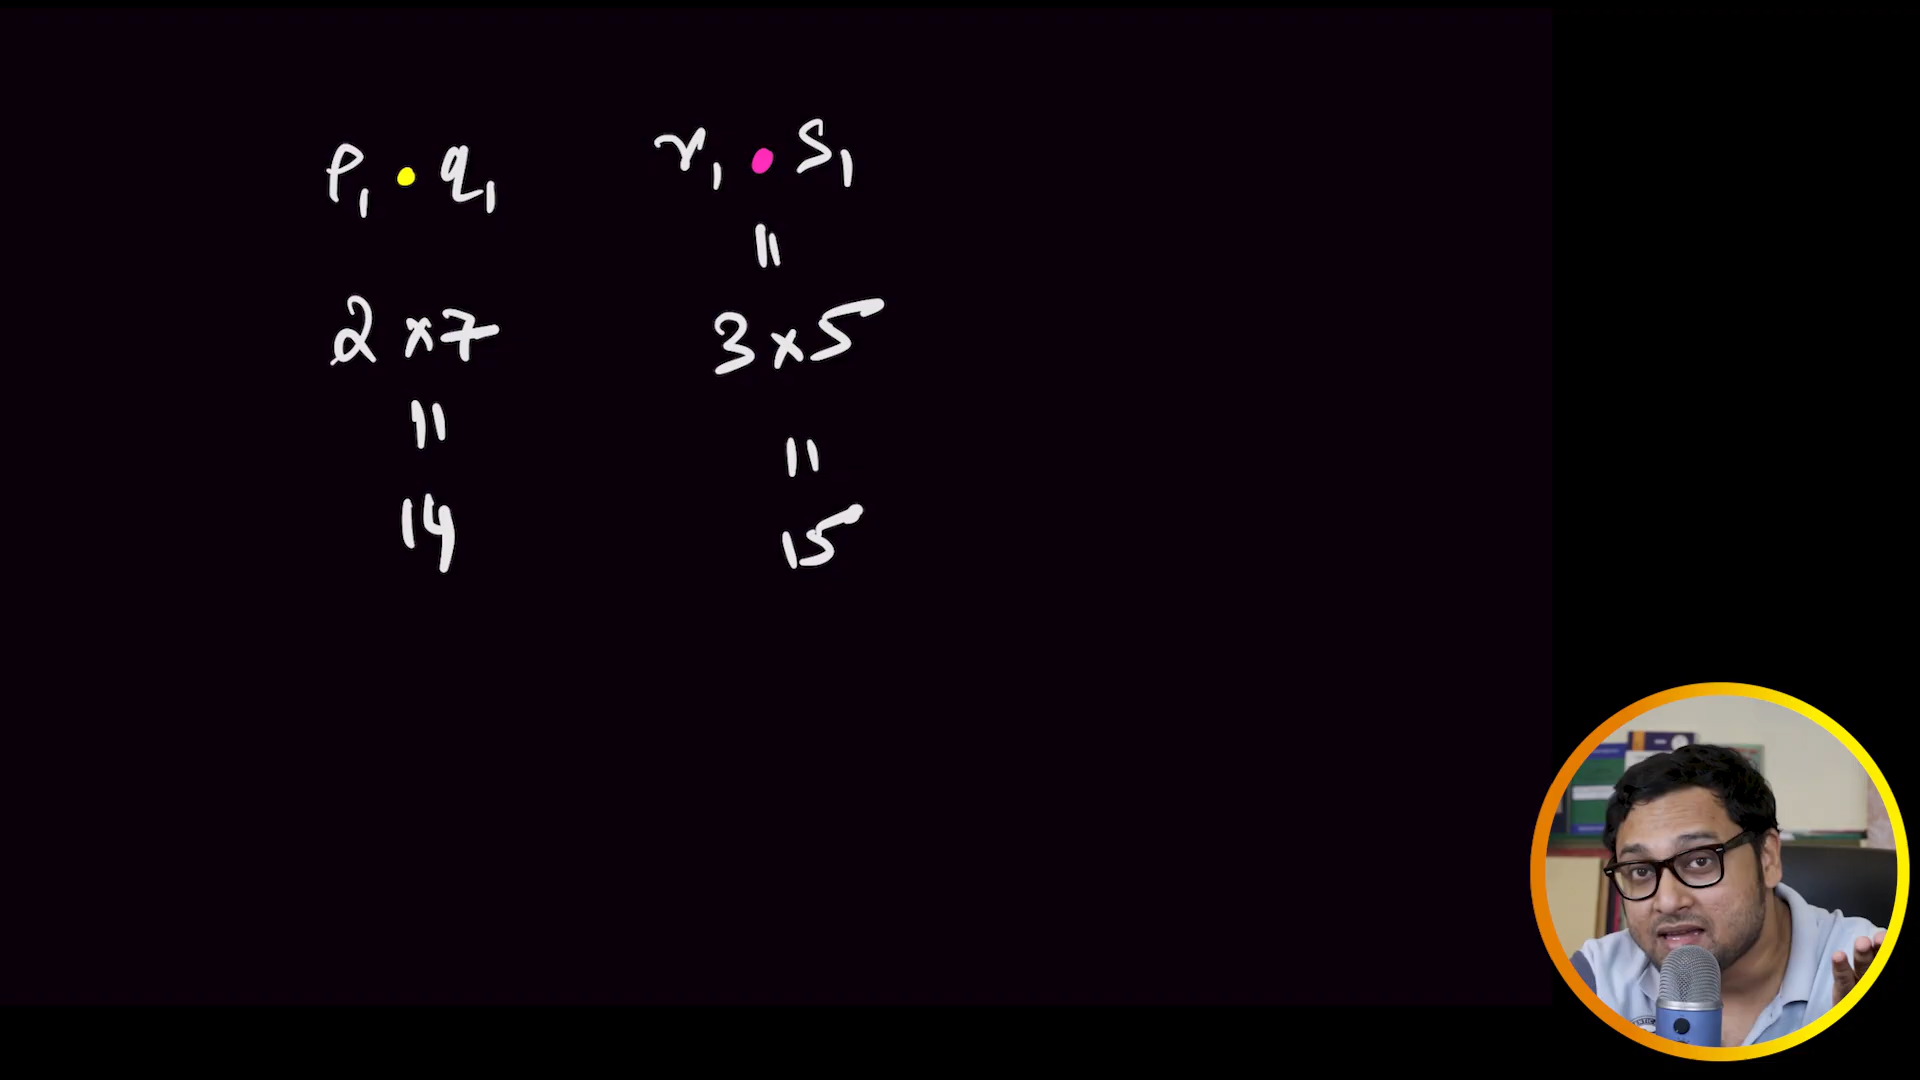 p₁ • q₁ r₁ • s₁
=
2 × 7 3 × 5
= =
14 15